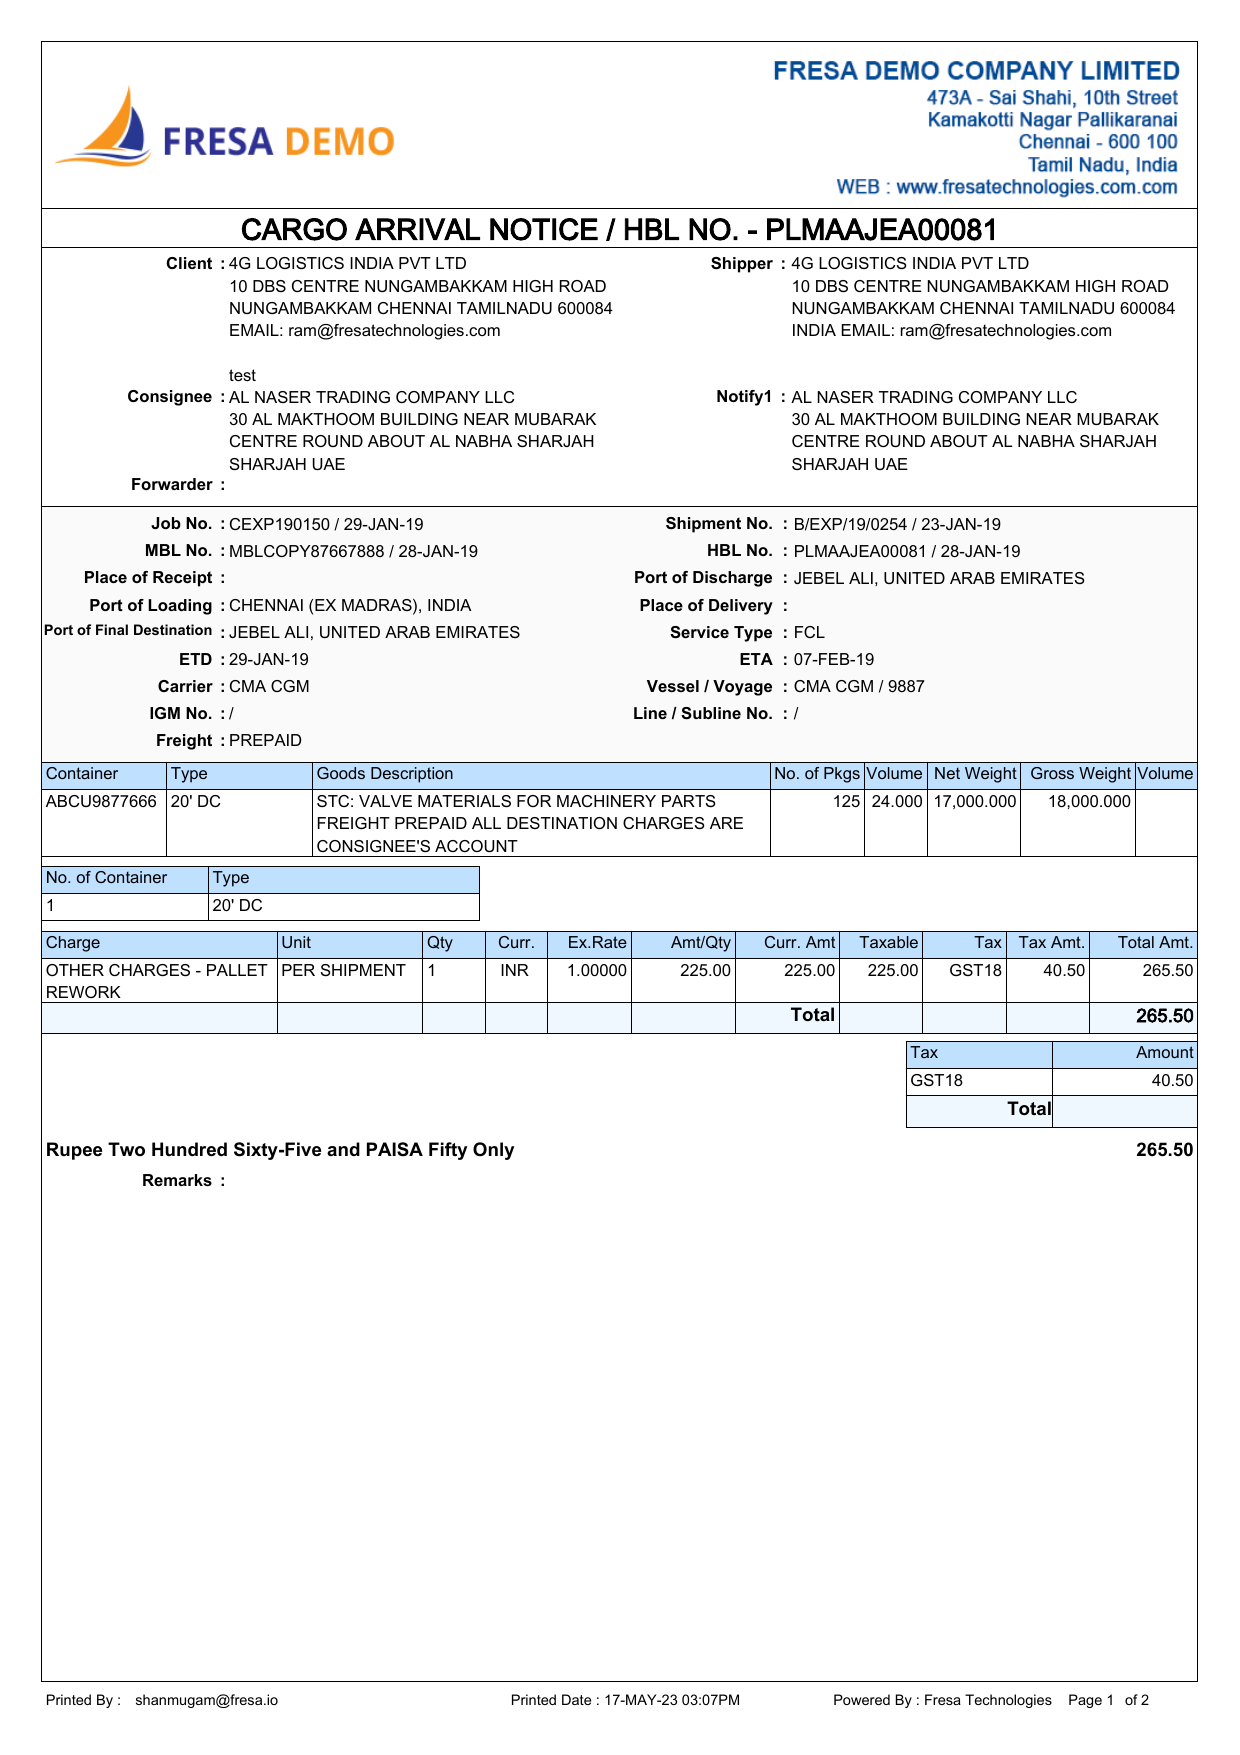 FRESA DEMO
FRESA DEMO COMPANY LIMITED
473A - Sai Shahi, 10th Street
Kamakotti Nagar Pallikaranai
Chennai - 600 100
Tamil Nadu, India
WEB : www.fresatechnologies.com.com
CARGO ARRIVAL NOTICE / HBL NO. - PLMAAJEA00081
Client : 4G LOGISTICS INDIA PVT LTD
10 DBS CENTRE NUNGAMBAKKAM HIGH ROAD
NUNGAMBAKKAM CHENNAI TAMILNADU 600084
EMAIL: ram@fresatechnologies.com
test
Shipper : 4G LOGISTICS INDIA PVT LTD
10 DBS CENTRE NUNGAMBAKKAM HIGH ROAD
NUNGAMBAKKAM CHENNAI TAMILNADU 600084
INDIA EMAIL: ram@fresatechnologies.com
Consignee : AL NASER TRADING COMPANY LLC
30 AL MAKTHOOM BUILDING NEAR MUBARAK
CENTRE ROUND ABOUT AL NABHA SHARJAH
SHARJAH UAE
Notify1 : AL NASER TRADING COMPANY LLC
30 AL MAKTHOOM BUILDING NEAR MUBARAK
CENTRE ROUND ABOUT AL NABHA SHARJAH
SHARJAH UAE
Forwarder :
Job No. : CEXP190150 / 29-JAN-19 Shipment No. : B/EXP/19/0254 / 23-JAN-19
MBL No. : MBLCOPY87667888 / 28-JAN-19 HBL No. : PLMAAJEA00081 / 28-JAN-19
Place of Receipt : Port of Discharge : JEBEL ALI, UNITED ARAB EMIRATES
Port of Loading : CHENNAI (EX MADRAS), INDIA Place of Delivery :
Port of Final Destination : JEBEL ALI, UNITED ARAB EMIRATES Service Type : FCL
ETD : 29-JAN-19 ETA : 07-FEB-19
Carrier : CMA CGM Vessel / Voyage : CMA CGM / 9887
IGM No. : / Line / Subline No. : /
Freight : PREPAID
Container Type Goods Description No. of Pkgs Volume Net Weight Gross Weight Volume
ABCU9877666 20' DC STC: VALVE MATERIALS FOR MACHINERY PARTS 125 24.000 17,000.000 18,000.000
FREIGHT PREPAID ALL DESTINATION CHARGES ARE
CONSIGNEE'S ACCOUNT
No. of Container Type
1 20' DC
Charge Unit Qty Curr. Ex.Rate Amt/Qty Curr. Amt Taxable Tax Tax Amt. Total Amt.
OTHER CHARGES - PALLET PER SHIPMENT 1 INR 1.00000 225.00 225.00 225.00 GST18 40.50 265.50
REWORK
Total 265.50
Tax Amount
GST18 40.50
Total
Rupee Two Hundred Sixty-Five and PAISA Fifty Only 265.50
Remarks :
Printed By : shanmugam@fresa.io Printed Date : 17-MAY-23 03:07PM Powered By : Fresa Technologies Page 1 of 2